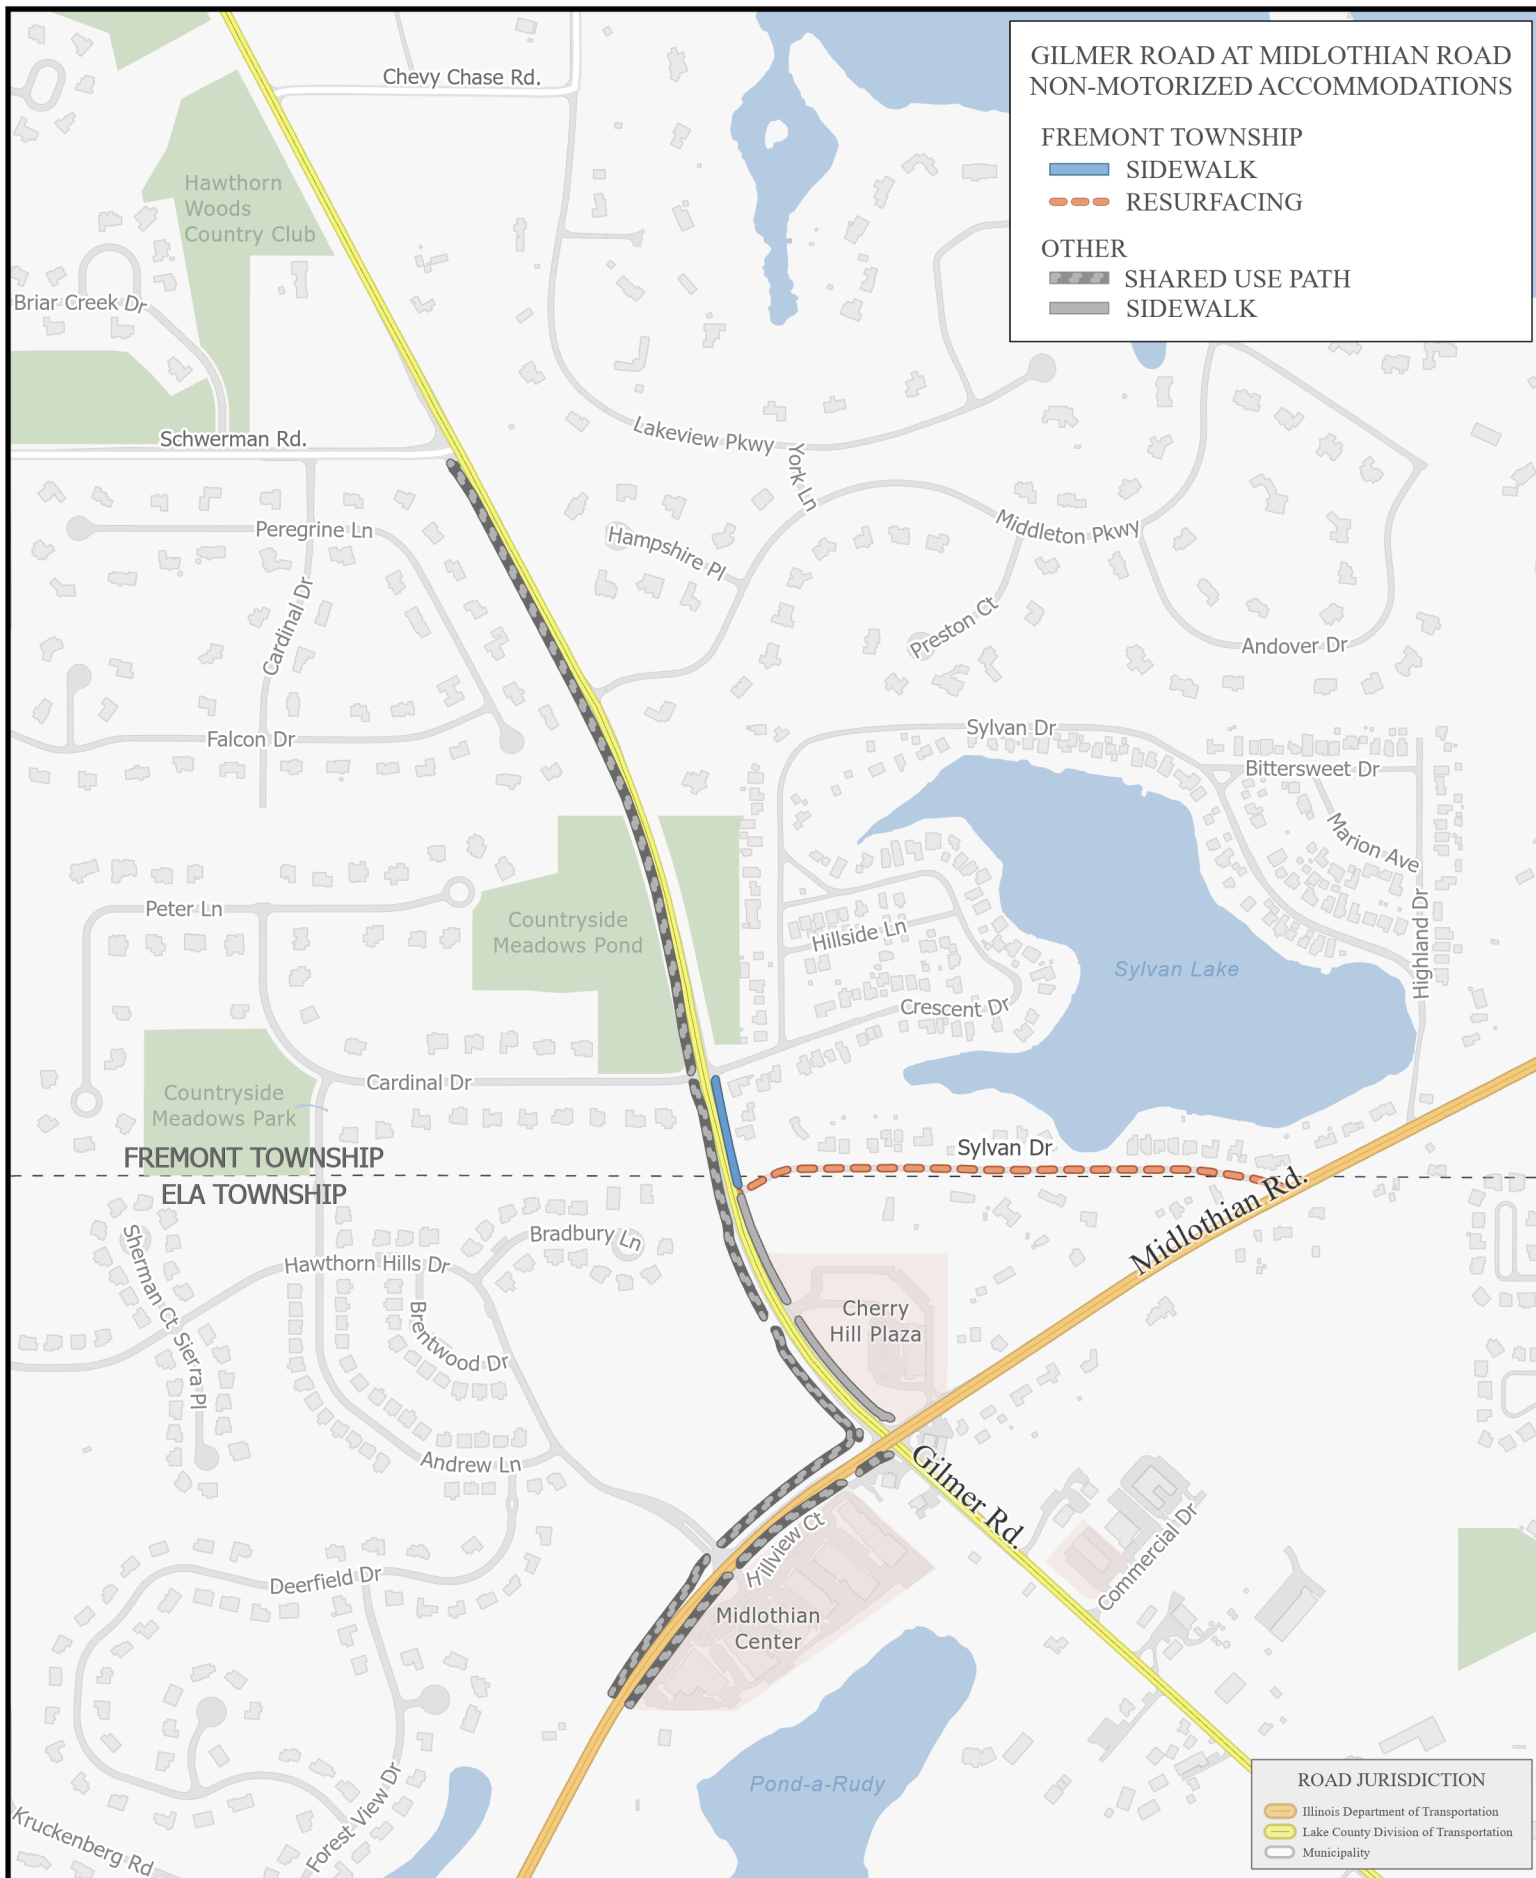 GILMER ROAD AT MIDLOTHIAN ROAD
NON-MOTORIZED ACCOMMODATIONS
FREMONT TOWNSHIP
SIDEWALK
RESURFACING
OTHER
SHARED USE PATH
SIDEWALK
Chevy Chase Rd.
Hawthorn
Woods
Country Club
Briar Creek Dr
Schwerman Rd.
Lakeview Pkwy
York Ln
Peregrine Ln
Hampshire Pl
Middleton Pkwy
Cardinal Dr
Preston Ct
Andover Dr
Falcon Dr
Sylvan Dr
Bittersweet Dr
Marion Ave
Highland Dr
Peter Ln
Countryside
Meadows Pond
Hillside Ln
Sylvan Lake
Crescent Dr
Countryside
Meadows Park
Cardinal Dr
FREMONT TOWNSHIP
ELA TOWNSHIP
Sylvan Dr
Midlothian Rd.
Sherman Ct
Sierra Pl
Hawthorn Hills Dr
Bradbury Ln
Brentwood Dr
Cherry
Hill Plaza
Andrew Ln
Gilmer Rd.
Hillview Ct
Commercial Dr
Deerfield Dr
Midlothian
Center
Pond-a-Rudy
Forest View Dr
Kruckenberg Rd
ROAD JURISDICTION
Illinois Department of Transportation
Lake County Division of Transportation
Municipality